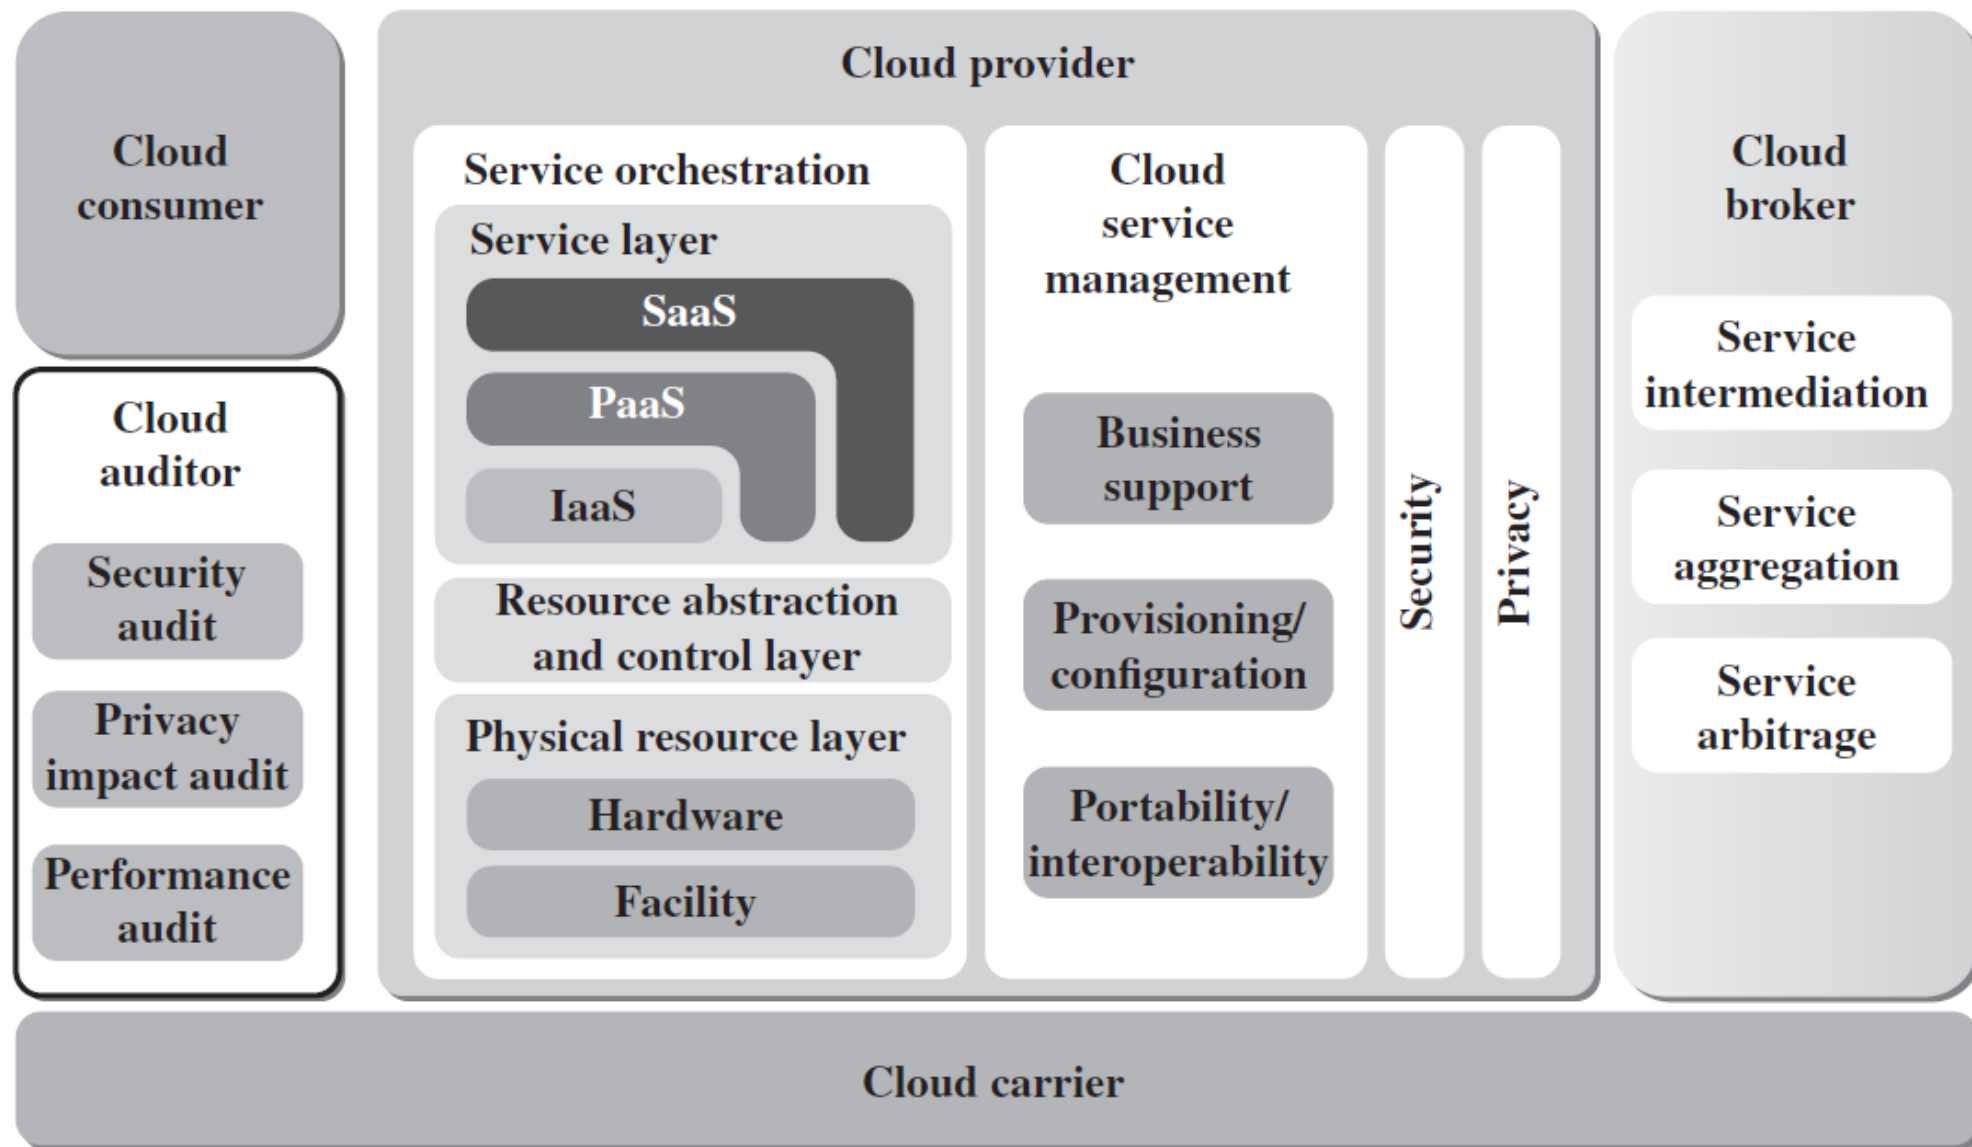 Cloud
consumer
Cloud
auditor
Security
audit
Privacy
impact audit
Performance
audit
Cloud provider
Service orchestration
Service layer
SaaS
PaaS
IaaS
Resource abstraction
and control layer
Physical resource layer
Hardware
Facility
Cloud
service
management
Business
support
Provisioning/
configuration
Portability/
interoperability
Security
Privacy
Cloud
broker
Service
intermediation
Service
aggregation
Service
arbitrage
Cloud carrier